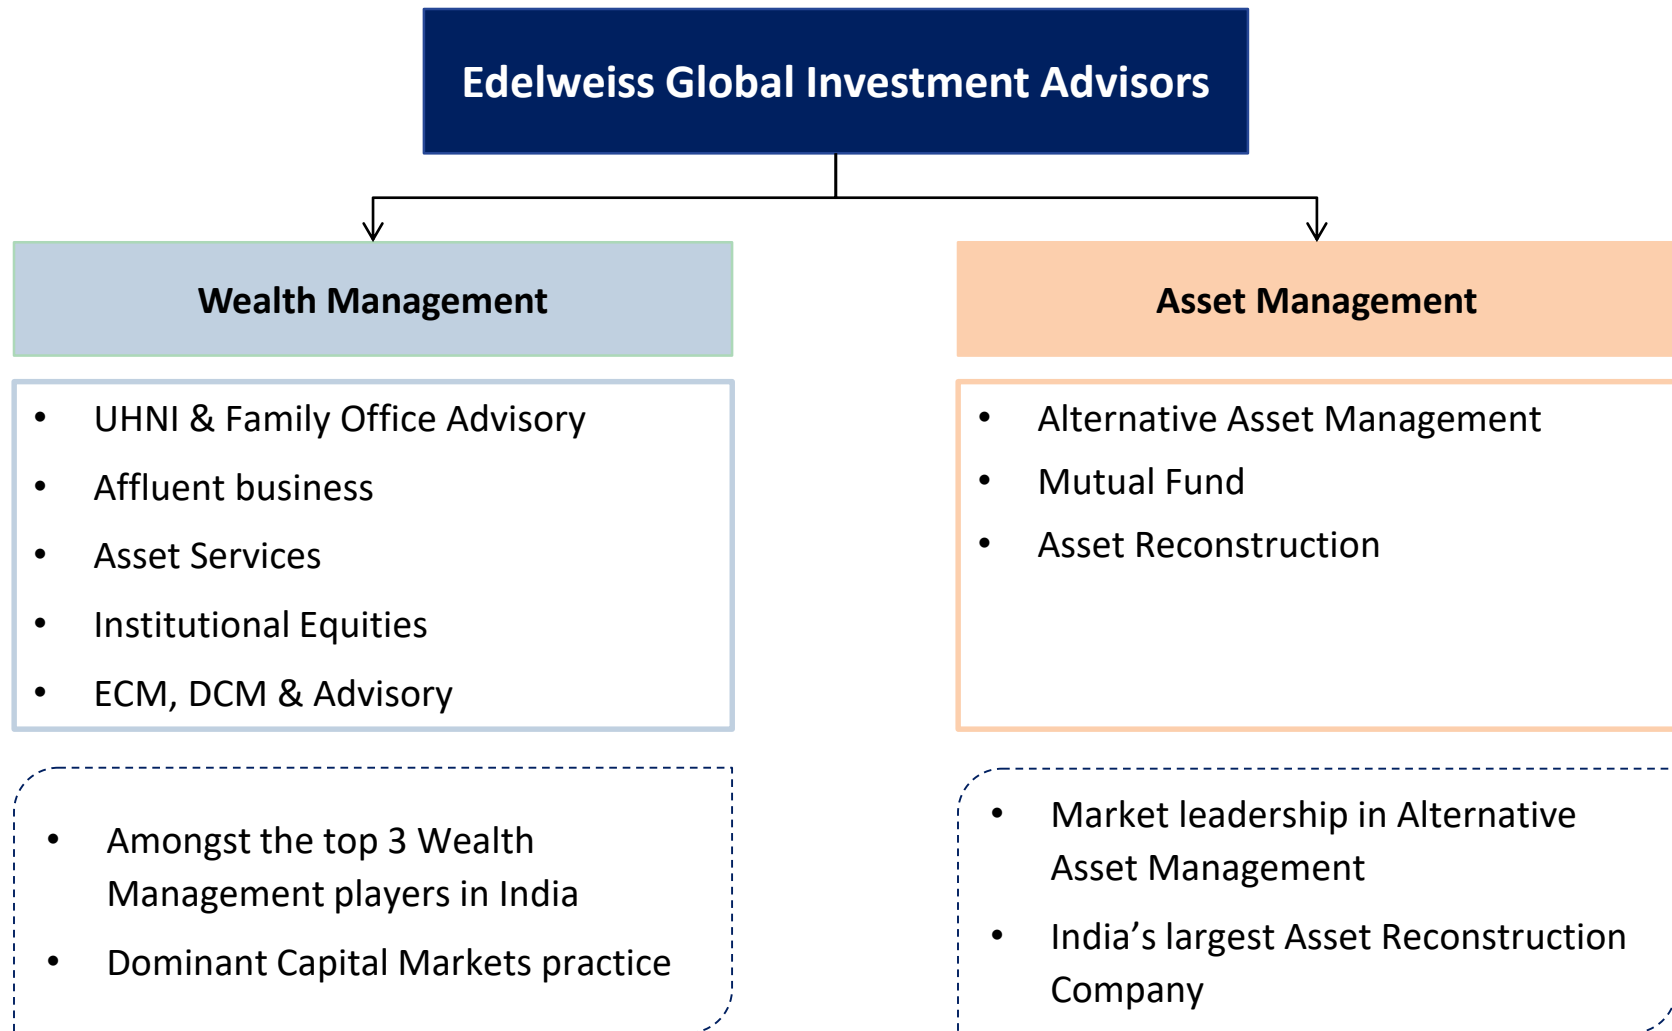 Edelweiss Global Investment Advisors
Wealth Management
• UHNI & Family Office Advisory
• Affluent business
• Asset Services
• Institutional Equities
• ECM, DCM & Advisory
• Amongst the top 3 Wealth
Management players in India
• Dominant Capital Markets practice
Asset Management
• Alternative Asset Management
• Mutual Fund
• Asset Reconstruction
• Market leadership in Alternative
Asset Management
• India’s largest Asset Reconstruction
Company